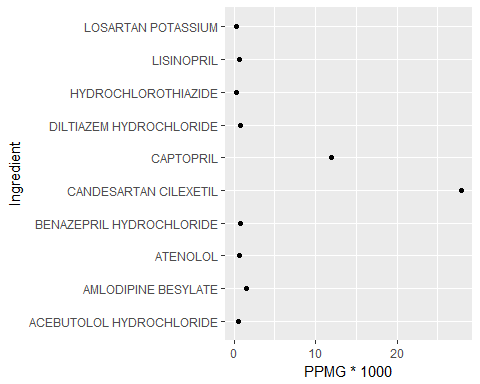 LOSARTAN POTASSIUM
LISINOPRIL
HYDROCHLOROTHIAZIDE
DILTIAZEM HYDROCHLORIDE
CAPTOPRIL
CANDESARTAN CILEXETIL
BENAZEPRIL HYDROCHLORIDE
ATENOLOL
AMLODIPINE BESYLATE
ACEBUTOLOL HYDROCHLORIDE
Ingredient
0 10 20
PPMG * 1000